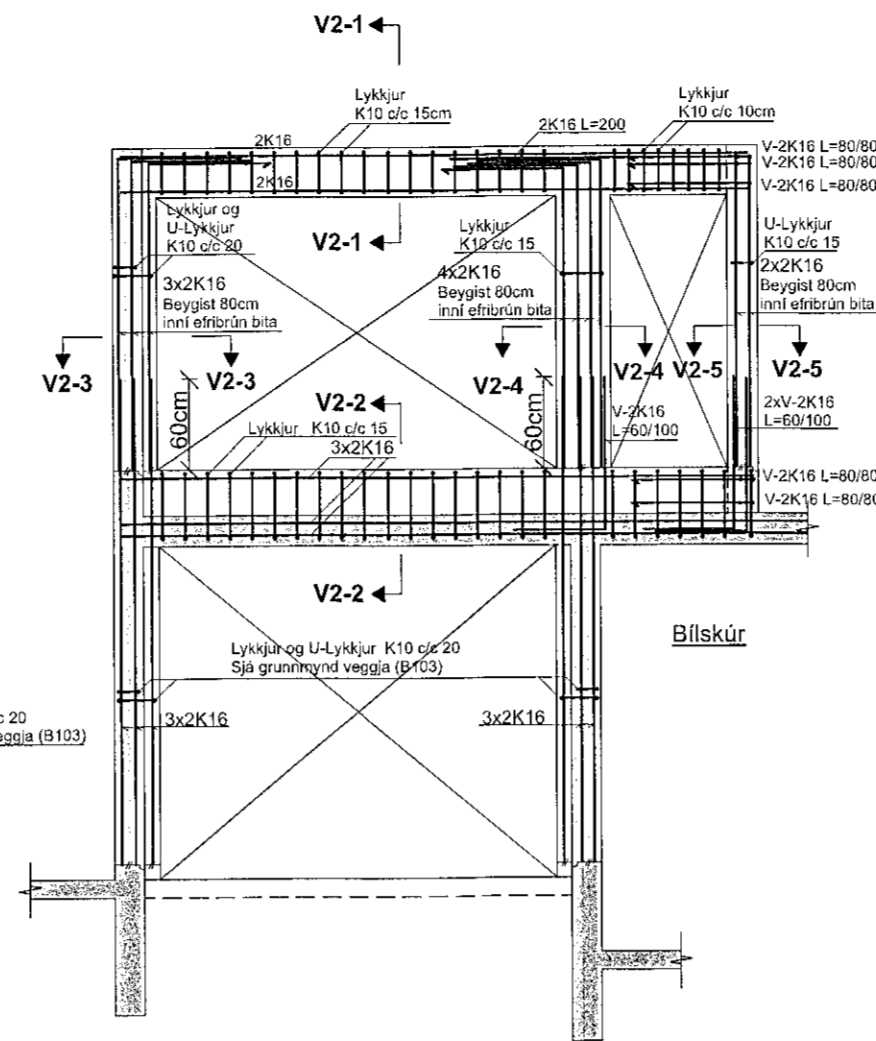 V2-1
Lykkjur
K10 c/c 15cm
2K16 L=200
Lykkjur
K10 c/c 10cm
2K16
V-2K16 L=80/80
V-2K16 L=80/80
2K16
V-2K16 L=80/80
Lykkjur og
U-Lykkjur
K10 c/c 20
V2-1
Lykkjur
K10 c/c 15
U-Lykkjur
K10 c/c 15
3x2K16
Beygist 80cm
inní efribrún bita
4x2K16
Beygist 80cm
inní efribrún bita
2x2K16
Beygist 80cm
inní efribrún bita
V2-3
V2-3
V2-4
V2-4
V2-5
V2-5
60cm
V2-2
60cm
V-2K16
L=60/100
2xV-2K16
L=60/100
Lykkjur K10 c/c 15
3x2K16
V-2K16 L=80/80
V-2K16 L=80/80
V2-2
Bílskúr
Lykkjur og U-Lykkjur K10 c/c 20
Sjá grunnmynd veggja (B103)
c 20
eggja (B103)
3x2K16
3x2K16